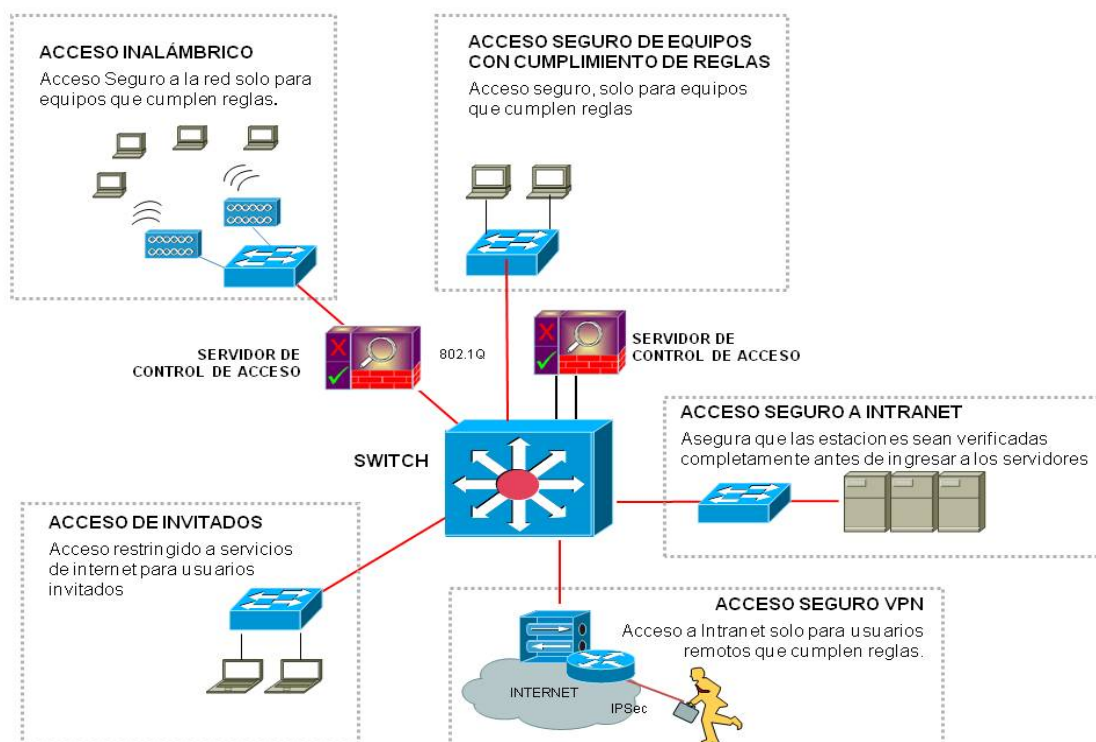 ACCESO INALÁMBRICO
Acceso Seguro a la red solo para
equipos que cumplen reglas.
ACCESO SEGURO DE EQUIPOS
CON CUMPLIMIENTO DE REGLAS
Acceso seguro, solo para equipos
que cumplen reglas
SERVIDOR DE
CONTROL DE ACCESO
802.1Q
SERVIDOR DE
CONTROL DE ACCESO
SWITCH
ACCESO SEGURO A INTRANET
Asegura que las estaciones sean verificadas
completamente antes de ingresar a los servidores
ACCESO DE INVITADOS
Acceso restringido a servicios
de internet para usuarios
invitados
ACCESO SEGURO VPN
Acceso a Intranet solo para usuarios
remotos que cumplen reglas.
INTERNET
IPSec